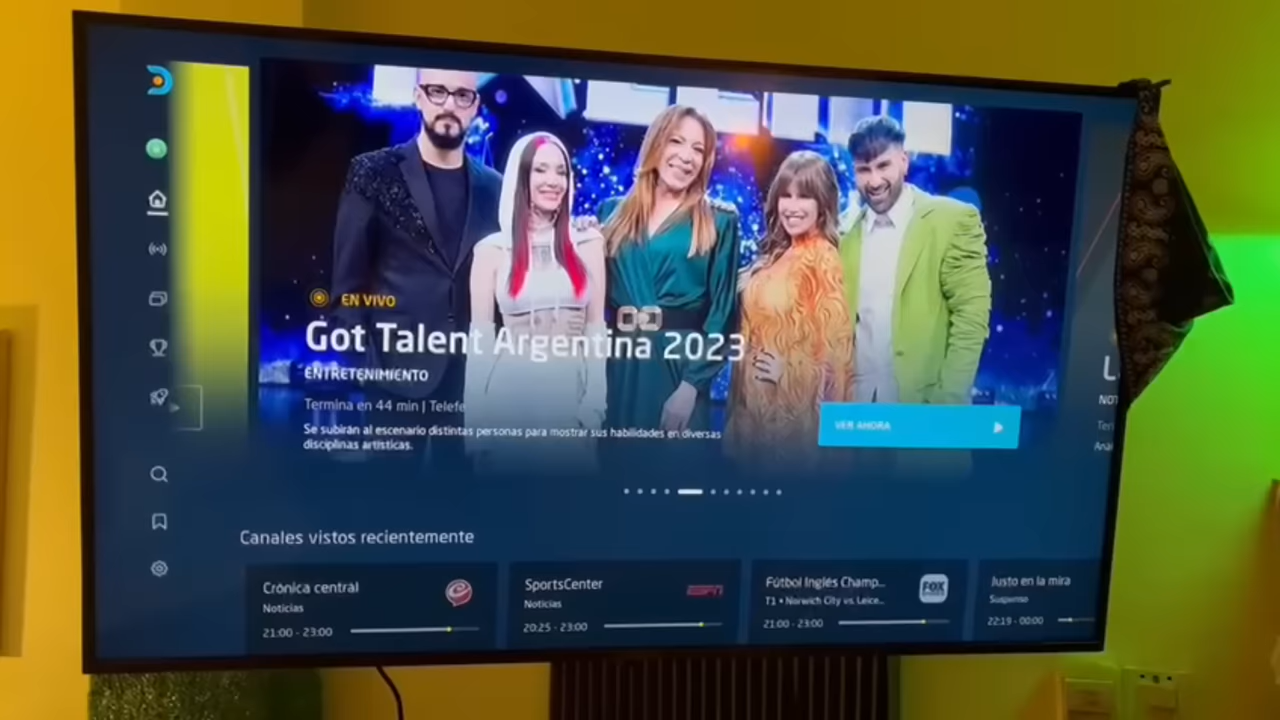 EN VIVO
Got Talent Argentina 2023
ENTRETENIMIENTO
Termina en 44 min | Telefe
Se subirán al escenario distintas personas para mostrar sus habilidades en diversas
disciplinas artísticas.
VER AHORA
L
NOT
Ter
Ana
Canales vistos recientemente
Crónica central
Noticias
21:00 - 23:00
SportsCenter
ESPN
Noticias
20:25 - 23:00
Fútbol Inglés Champ...
FOX
T1 • Norwich City vs. Leice...
21:00 - 23:00
Justo en la mira
Suspenso
22:19 - 00:00